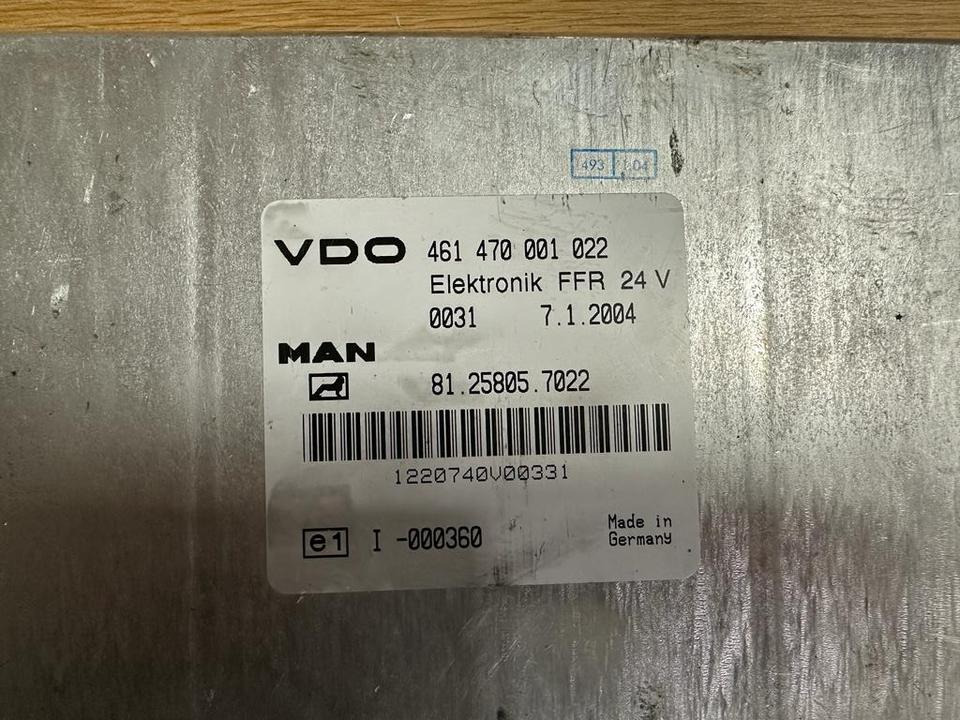 493 1.04
VDO 461 470 001 022
Elektronik FFR 24 V
0031 7.1.2004
MAN
81.25805.7022
1220740V00331
e1 I -000360
Made in
Germany